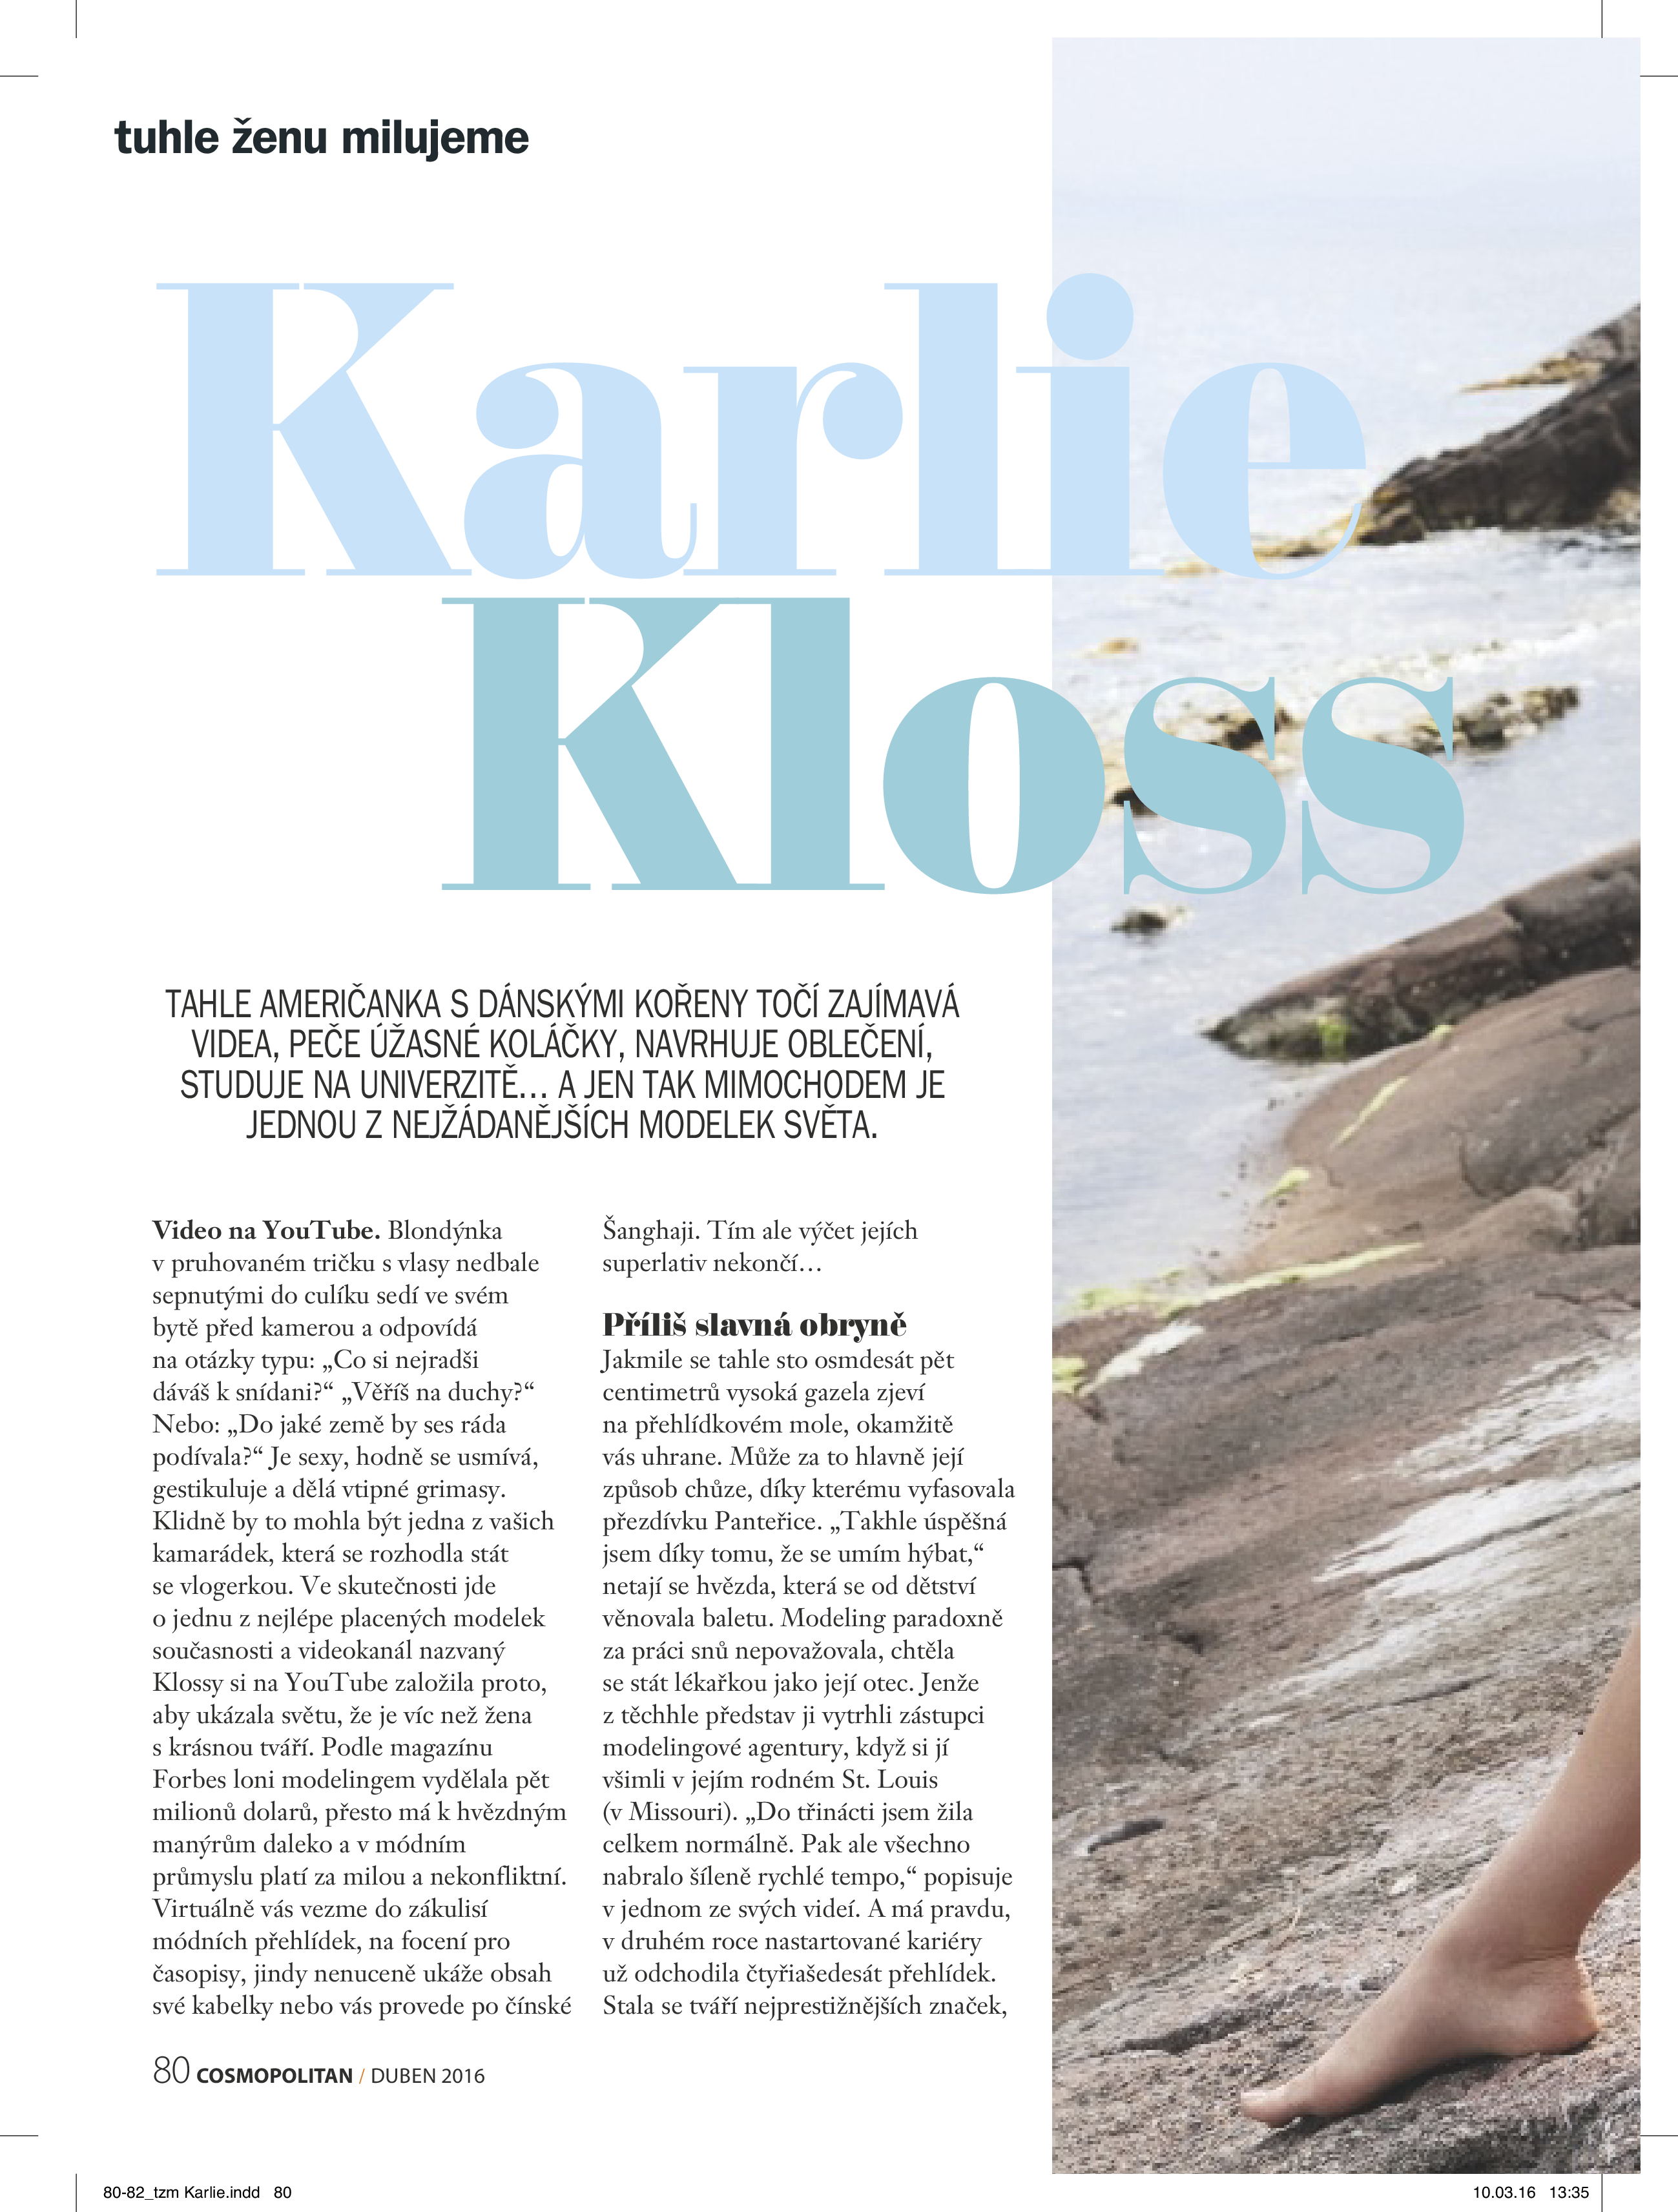 tuhle ženu milujeme
Karlie
Kloss
TAHLE AMERIČANKA S DÁNSKÝMI KOŘENY TOČÍ ZAJÍMAVÁ
VIDEA, PEČE ÚŽASNÉ KOLÁČKY, NAVRHUJE OBLEČENÍ,
STUDUJE NA UNIVERZITĚ... A JEN TAK MIMOCHODEM JE
JEDNOU Z NEJŽÁDANĚJŠÍCH MODELEK SVĚTA.
Video na YouTube. Blondýnka
v pruhovaném tričku s vlasy nedbale
sepnutými do culíku sedí ve svém
bytě před kamerou a odpovídá
na otázky typu: „Co si nejradši
dáváš k snídani?“ „Věříš na duchy?“
Nebo: „Do jaké země by ses ráda
podívala?“ Je sexy, hodně se usmívá,
gestikuluje a dělá vtipné grimasy.
Klidně by to mohla být jedna z vašich
kamarádek, která se rozhodla stát
se vlogerkou. Ve skutečnosti jde
o jednu z nejlépe placených modelek
současnosti a videokanál nazvaný
Klossy si na YouTube založila proto,
aby ukázala světu, že je víc než žena
s krásnou tváří. Podle magazínu
Forbes loni modelingem vydělala pět
milionů dolarů, přesto má k hvězdným
manýrům daleko a v módním
průmyslu platí za milou a nekonfliktní.
Virtuálně vás vezme do zákulisí
módních přehlídek, na focení pro
časopisy, jindy nenuceně ukáže obsah
své kabelky nebo vás provede po čínské
Šanghaji. Tím ale výčet jejích
superlativ nekončí...
Příliš slavná obryně
Jakmile se tahle sto osmdesát pět
centimetrů vysoká gazela zjeví
na přehlídkovém mole, okamžitě
vás uhrane. Může za to hlavně její
způsob chůze, díky kterému vyfasovala
přezdívku Panteřice. „Takhle úspěšná
jsem díky tomu, že se umím hýbat,“
netají se hvězda, která se od dětství
věnovala baletu. Modeling paradoxně
za práci snů nepovažovala, chtěla
se stát lékařkou jako její otec. Jenže
z těchhle představ ji vytrhli zástupci
modelingové agentury, když si jí
všimli v jejím rodném St. Louis
(v Missouri). „Do třinácti jsem žila
celkem normálně. Pak ale všechno
nabralo šíleně rychlé tempo,“ popisuje
v jednom ze svých videí. A má pravdu,
v druhém roce nastartované kariéry
už odchodila čtyřiašedesát přehlídek.
Stala se tváří nejprestižnějších značek,
80 COSMOPOLITAN / DUBEN 2016
80-82_tzm Karlie.indd 80
10.03.16 13:35